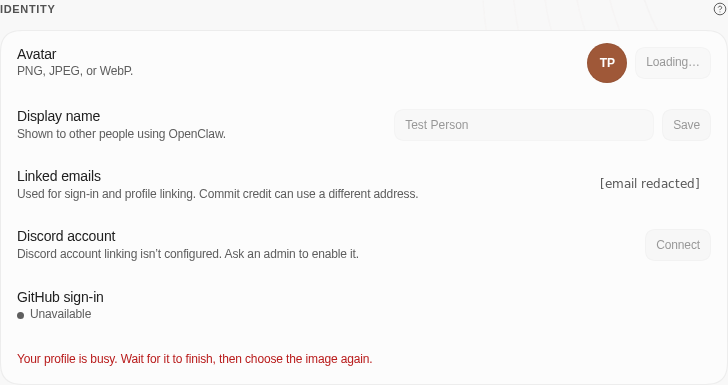 IDENTITY
?
Avatar
PNG, JPEG, or WebP.
TP
Loading…
Display name
Shown to other people using OpenClaw.
Test Person
Save
Linked emails
Used for sign-in and profile linking. Commit credit can use a different address.
[email redacted]
Discord account
Discord account linking isn’t configured. Ask an admin to enable it.
Connect
GitHub sign-in
Unavailable
Your profile is busy. Wait for it to finish, then choose the image again.